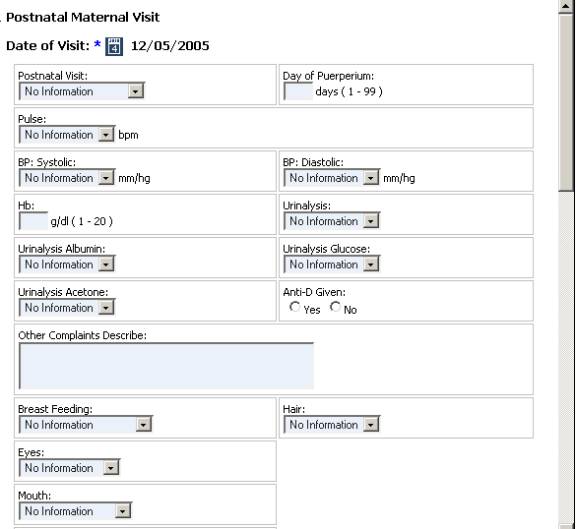 Postnatal Maternal Visit
Date of Visit: * 12/05/2005
Postnatal Visit:
No Information
Day of Puerperium:
days ( 1 - 99 )
Pulse:
No Information bpm
BP: Systolic:
No Information mm/hg
BP: Diastolic:
No Information mm/hg
Hb:
g/dl ( 1 - 20 )
Urinalysis:
No Information
Urinalysis Albumin:
No Information
Urinalysis Glucose:
No Information
Urinalysis Acetone:
No Information
Anti-D Given:
Yes No
Other Complaints Describe:
Breast Feeding:
No Information
Hair:
No Information
Eyes:
No Information
Mouth:
No Information